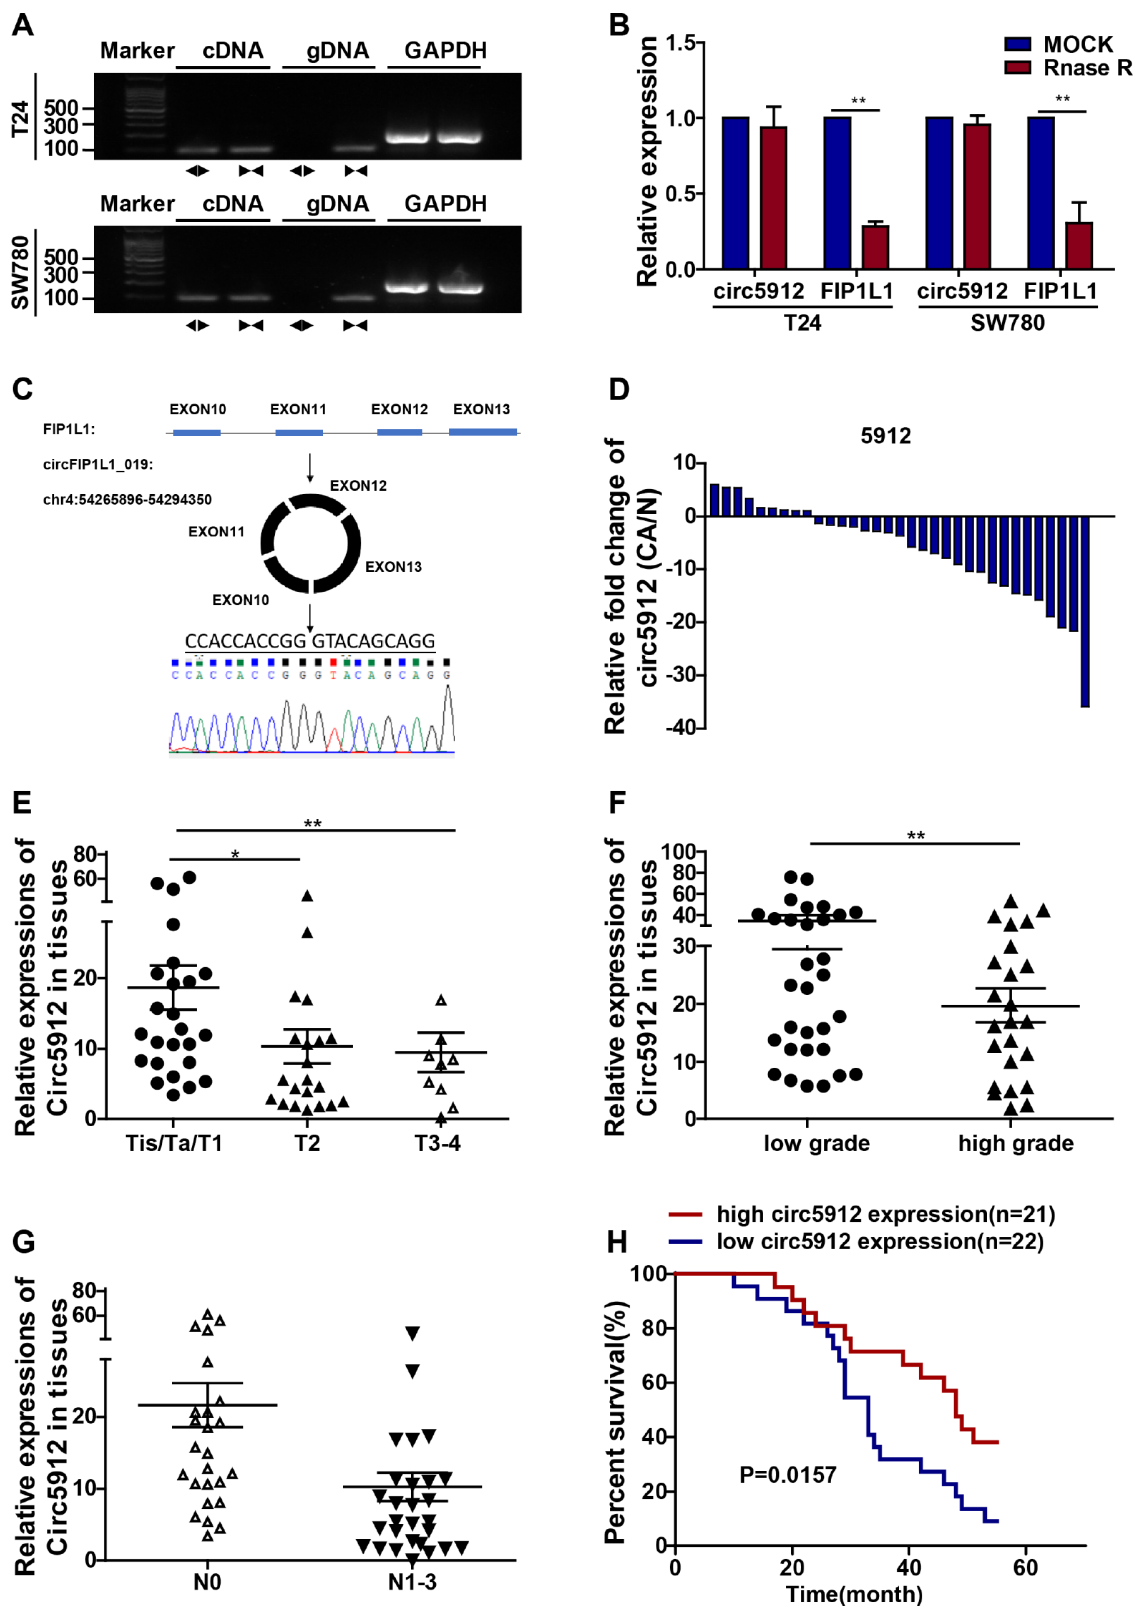 A
Marker cDNA gDNA GAPDH
T24
500
300
100
Marker cDNA gDNA GAPDH
SW780
500
300
100
B
MOCK
Rnase R
Relative expression
1.5
1.0
0.5
0.0
** **
circ5912 FIP1L1 circ5912 FIP1L1
T24 SW780
C
EXON10 EXON11 EXON12 EXON13
FIP1L1:
circFIP1L1_019:
chr4:54265896-54294350
EXON12
EXON11
EXON13
EXON10
CCACCACCGG GTACAGCAGG
C C A C C A C C G G G T A C A G C A G G
D
5912
Relative fold change of
circ5912 (CA/N)
10
0
-10
-20
-30
-40
E
Relative expressions of
Circ5912 in tissues
80
60
20
10
0
**
*
Tis/Ta/T1 T2 T3-4
F
Relative expressions of
Circ5912 in tissues
100
80
60
40
30
20
10
0
**
low grade high grade
G
Relative expressions of
Circ5912 in tissues
80
60
20
10
0
N0 N1-3
H
high circ5912 expression(n=21)
low circ5912 expression(n=22)
Percent survival(%)
100
80
60
40
20
0
P=0.0157
0 20 40 60
Time(month)